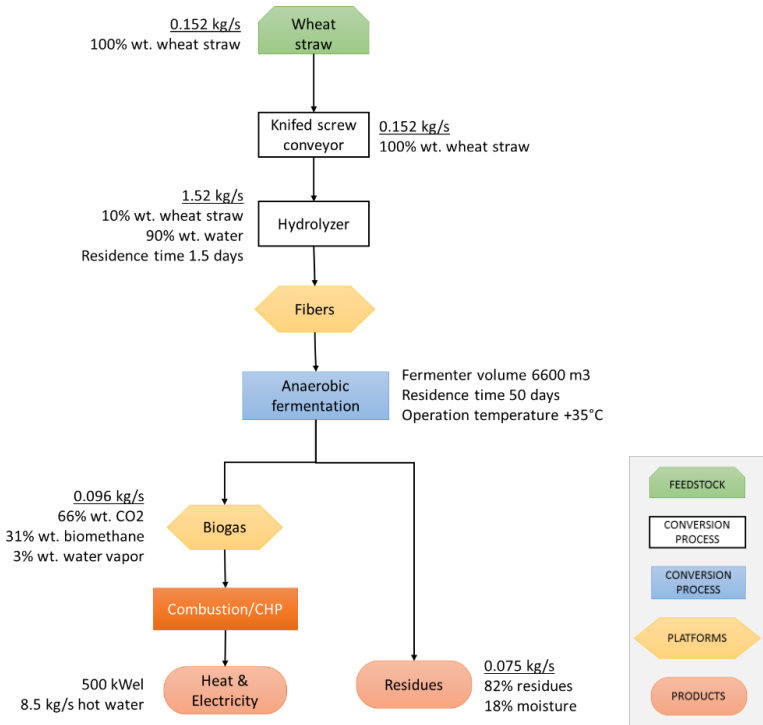 0.152 kg/s
100% wt. wheat straw
Wheat
straw
Knifed screw
conveyor
0.152 kg/s
100% wt. wheat straw
1.52 kg/s
10% wt. wheat straw
90% wt. water
Residence time 1.5 days
Hydrolyzer
Fibers
Anaerobic
fermentation
Fermenter volume 6600 m3
Residence time 50 days
Operation temperature +35°C
0.096 kg/s
66% wt. CO2
31% wt. biomethane
3% wt. water vapor
Biogas
Combustion/CHP
500 kWel
8.5 kg/s hot water
Heat &
Electricity
Residues
0.075 kg/s
82% residues
18% moisture
FEEDSTOCK
CONVERSION
PROCESS
CONVERSION
PROCESS
PLATFORMS
PRODUCTS